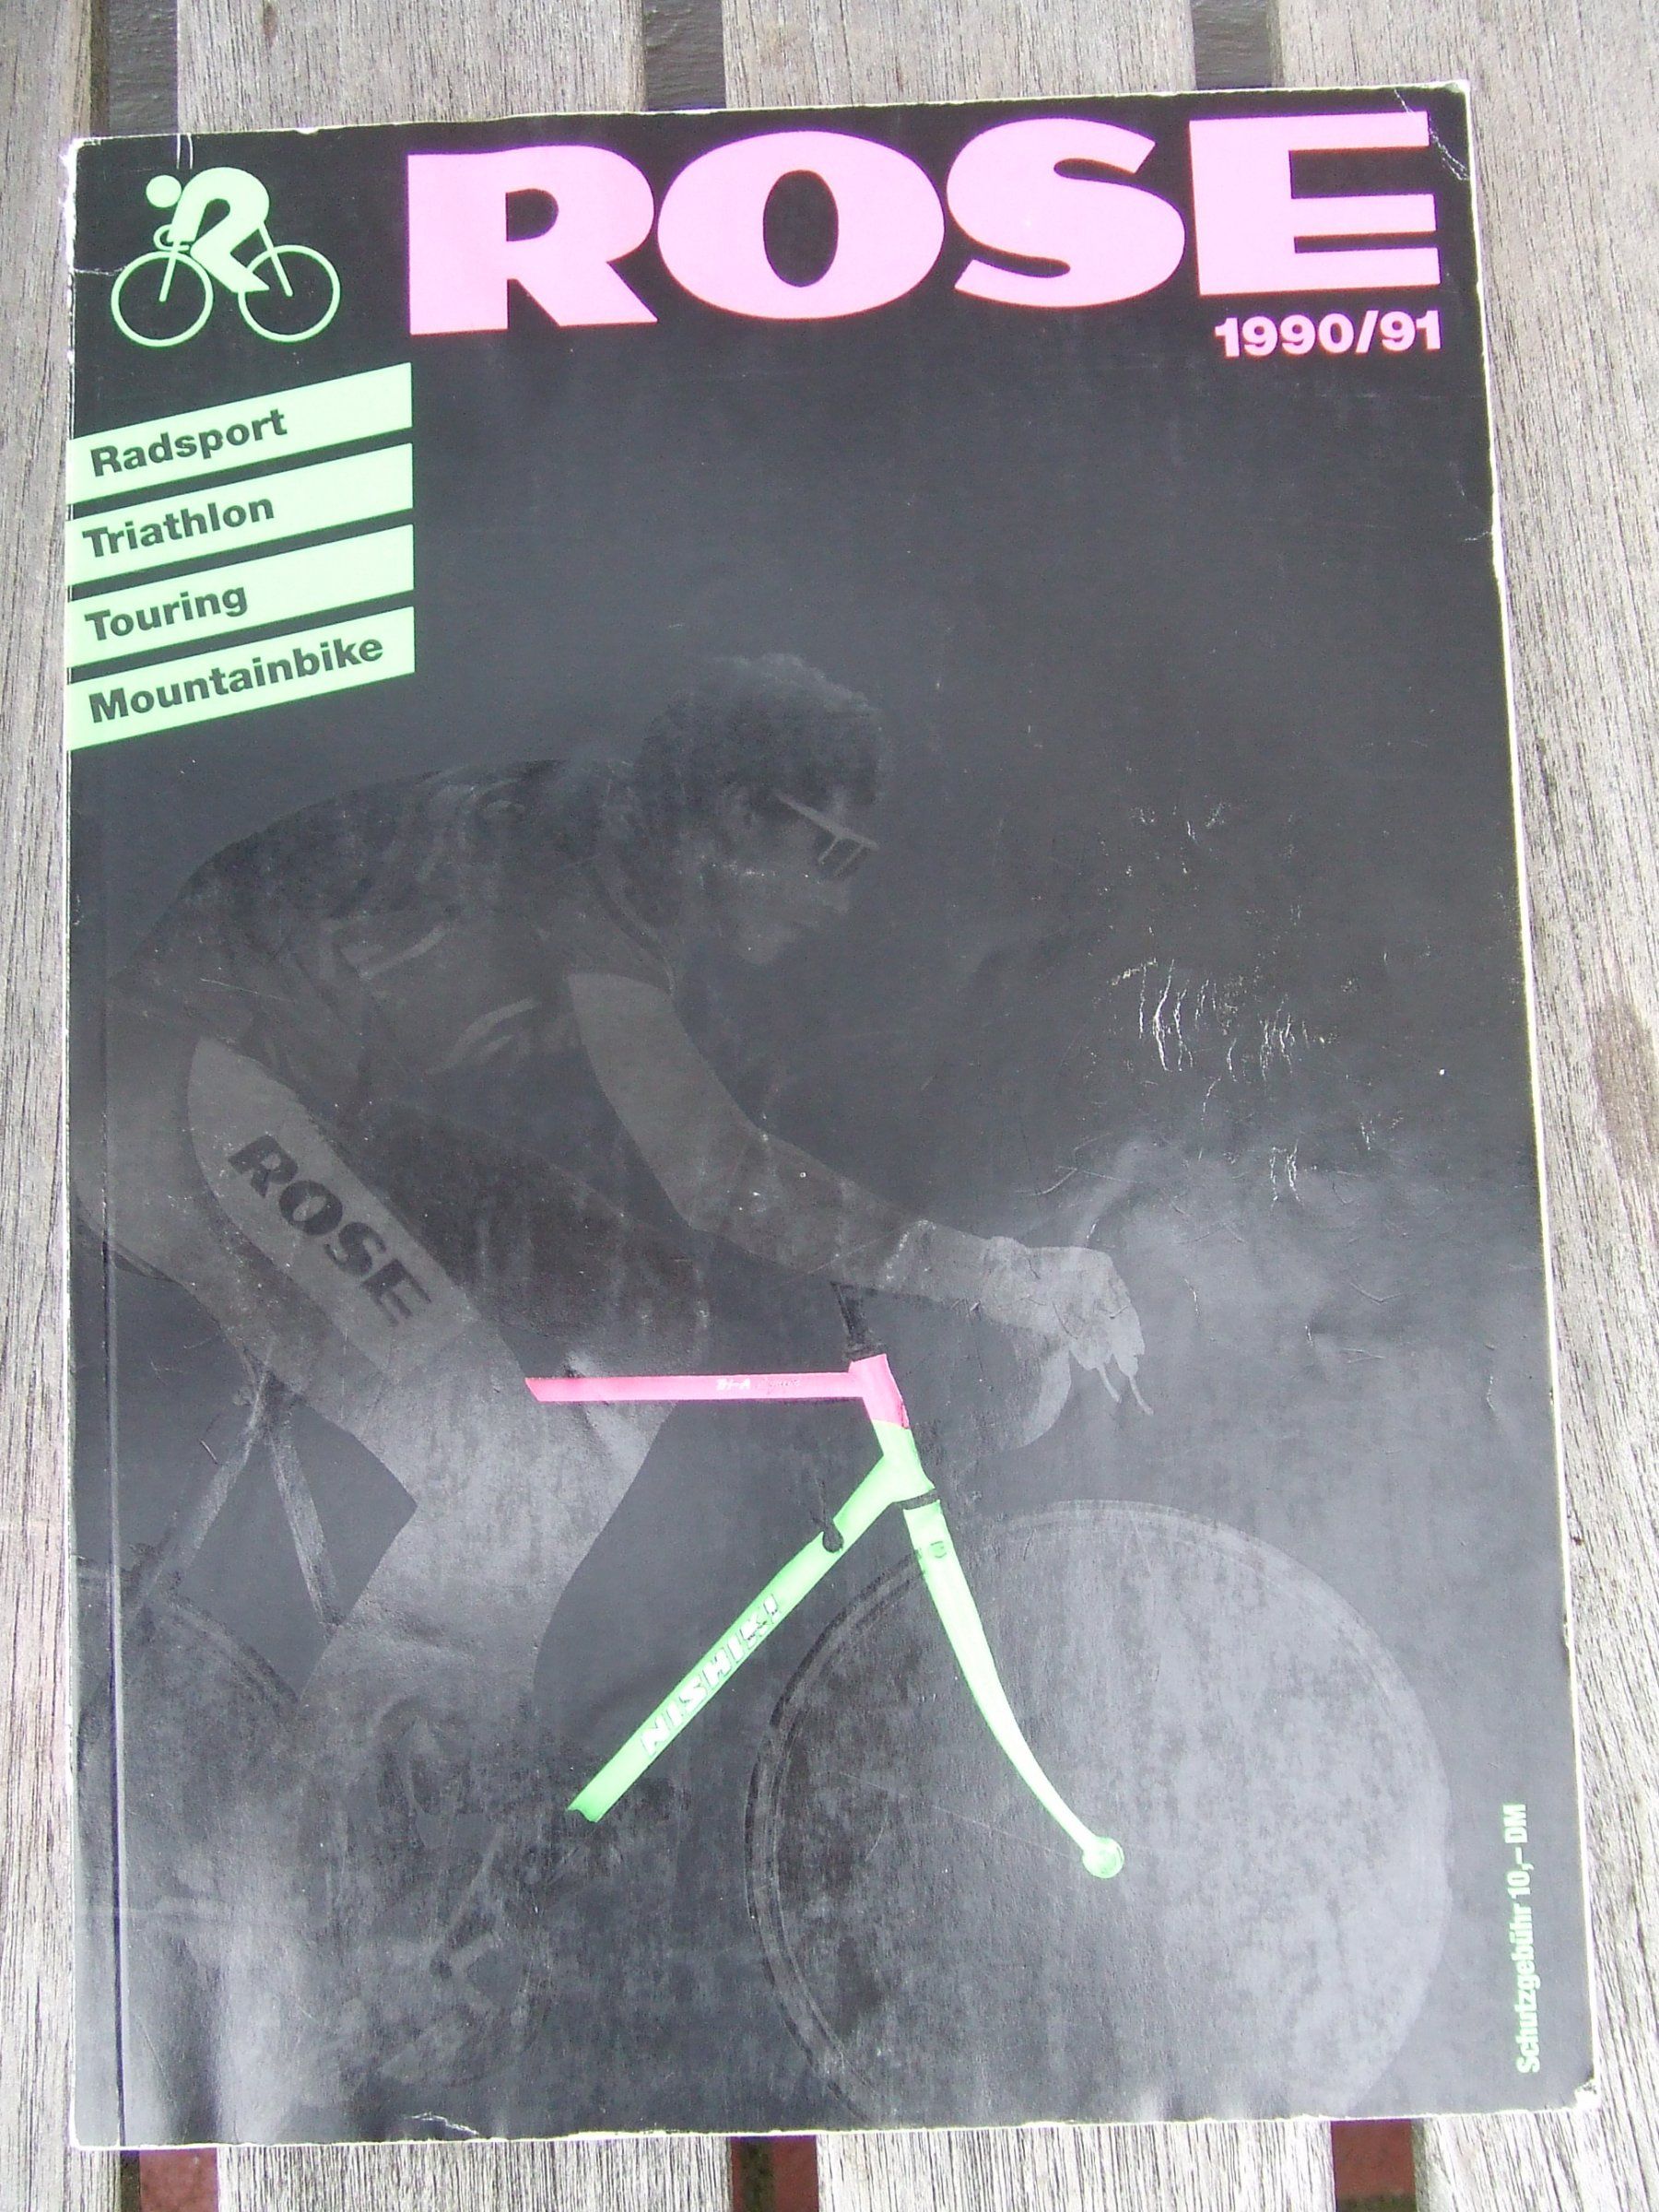 ROSE
1990/91
Radsport
Triathlon
Touring
Mountainbike
ROSE
NISHIKI
Schutzgebühr 10,– DM